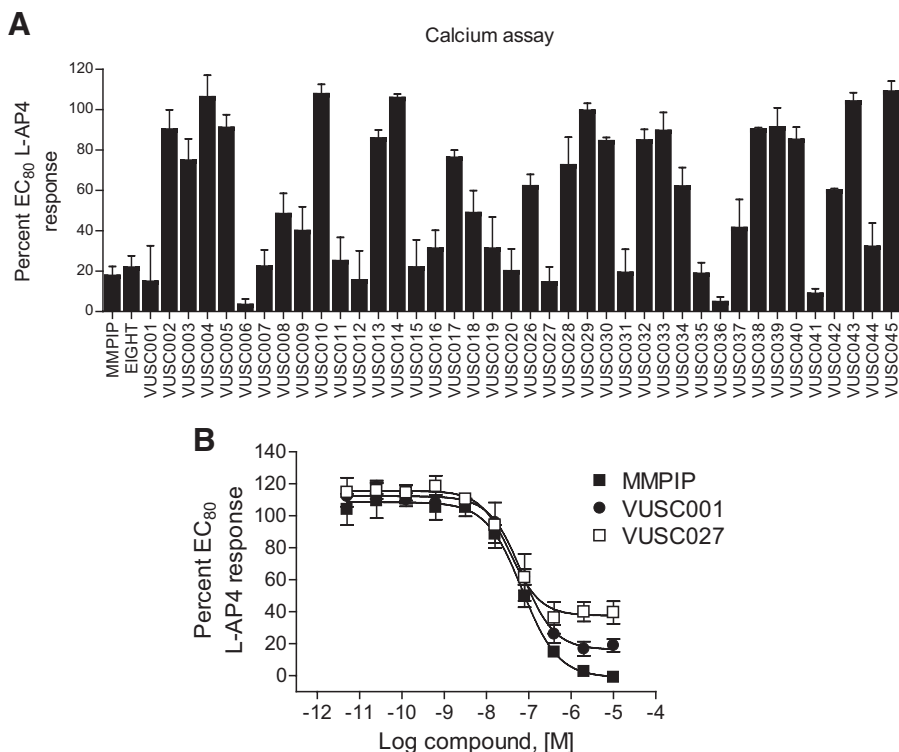 A
Calcium assay
Percent EC80 L-AP4
response
120
100
80
60
40
20
0
MMPIP
EIGHT
VUSC001
VUSC002
VUSC003
VUSC004
VUSC005
VUSC006
VUSC007
VUSC008
VUSC009
VUSC010
VUSC011
VUSC012
VUSC013
VUSC014
VUSC015
VUSC016
VUSC017
VUSC018
VUSC019
VUSC020
VUSC026
VUSC027
VUSC028
VUSC029
VUSC030
VUSC031
VUSC032
VUSC033
VUSC034
VUSC035
VUSC036
VUSC037
VUSC038
VUSC039
VUSC040
VUSC041
VUSC042
VUSC043
VUSC044
VUSC045
B
Percent EC80
L-AP4 response
140
120
100
80
60
40
20
0
-12 -11 -10 -9 -8 -7 -6 -5 -4
Log compound, [M]
MMPIP
VUSC001
VUSC027